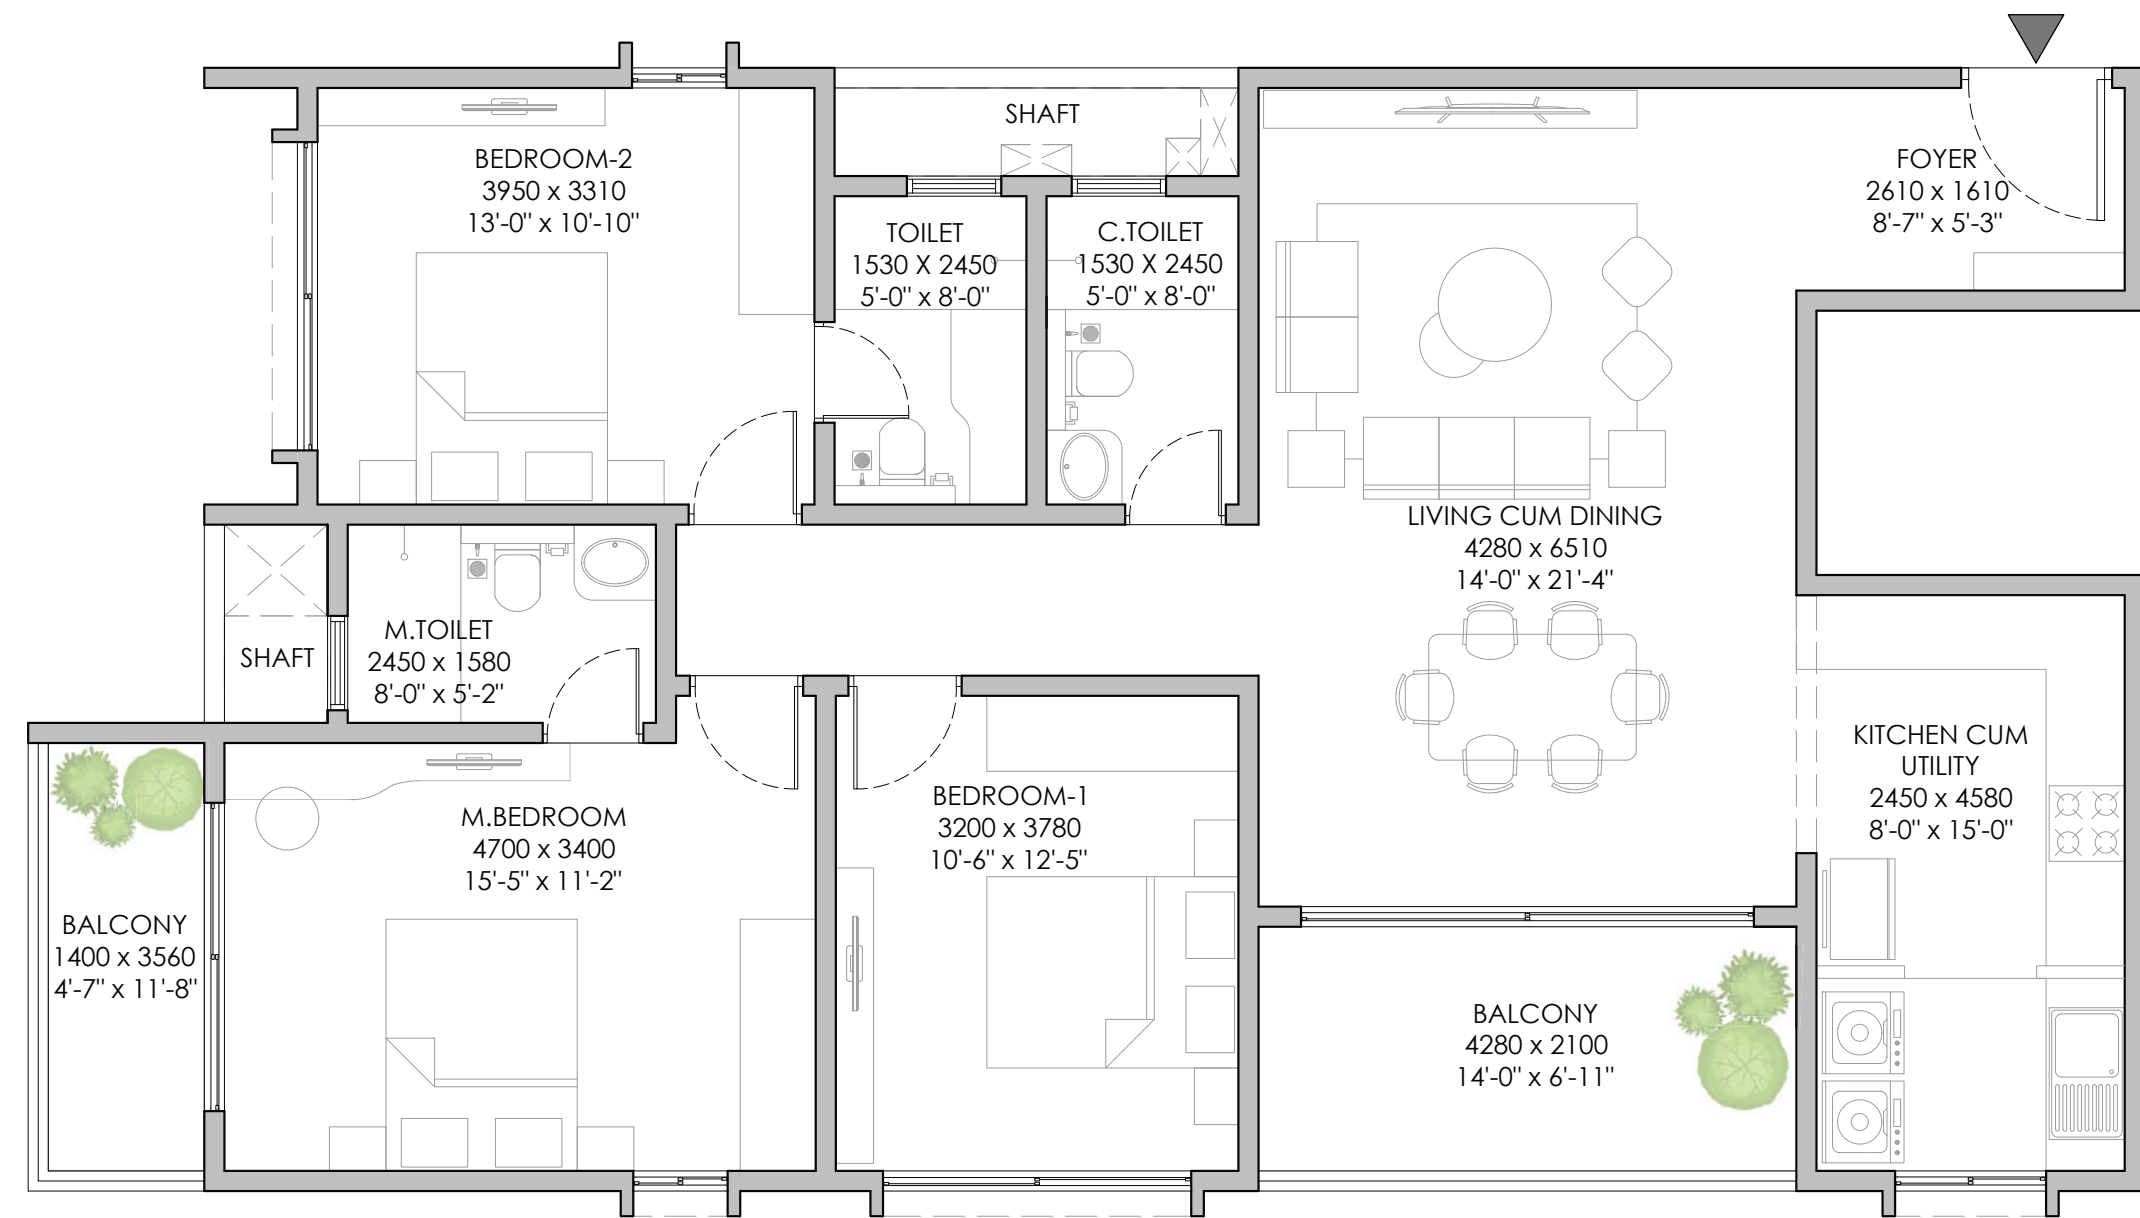 SHAFT
BEDROOM-2
3950 x 3310
13'-0" x 10'-10"
FOYER
2610 x 1610
8'-7" x 5'-3"
TOILET
1530 X 2450
5'-0" x 8'-0"
C.TOILET
1530 X 2450
5'-0" x 8'-0"
LIVING CUM DINING
4280 x 6510
14'-0" x 21'-4"
M.TOILET
2450 x 1580
8'-0" x 5'-2"
SHAFT
KITCHEN CUM
UTILITY
2450 x 4580
8'-0" x 15'-0"
M.BEDROOM
4700 x 3400
15'-5" x 11'-2"
BEDROOM-1
3200 x 3780
10'-6" x 12'-5"
BALCONY
1400 x 3560
4'-7" x 11'-8"
BALCONY
4280 x 2100
14'-0" x 6'-11"